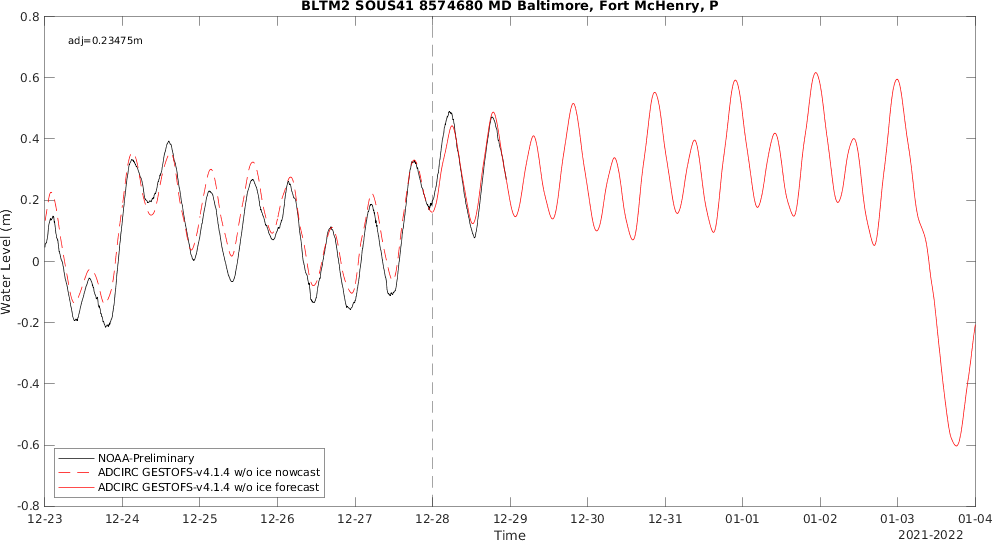 BLTM2 SOUS41 8574680 MD Baltimore, Fort McHenry, P
adj=0.23475m
Water Level (m)
0.8
0.6
0.4
0.2
0
-0.2
-0.4
-0.6
-0.8
NOAA-Preliminary
ADCIRC GESTOFS-v4.1.4 w/o ice nowcast
ADCIRC GESTOFS-v4.1.4 w/o ice forecast
12-23 12-24 12-25 12-26 12-27 12-28 12-29 12-30 12-31 01-01 01-02 01-03 01-04
Time
2021-2022